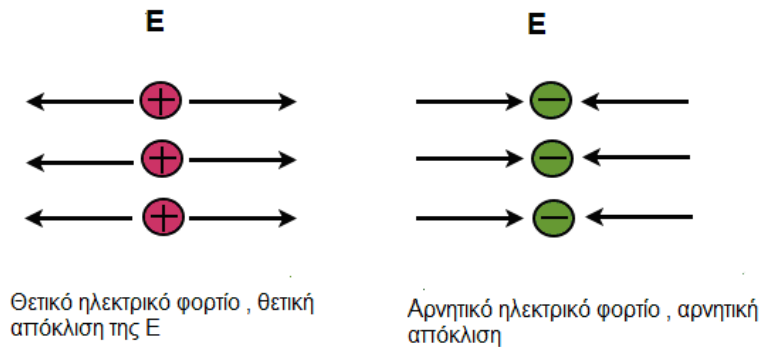 E
E
Θετικό ηλεκτρικό φορτίο , θετική
απόκλιση της Ε
Αρνητικό ηλεκτρικό φορτίο , αρνητική
απόκλιση